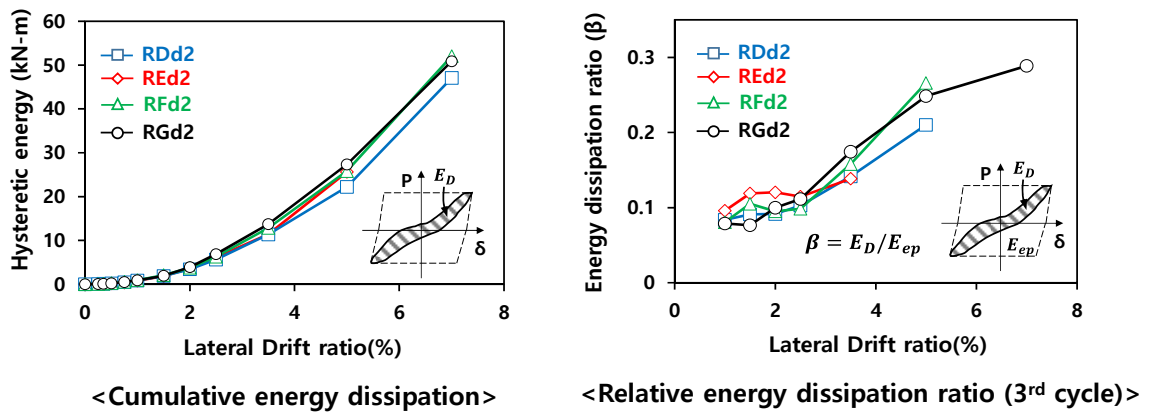 Hysteretic energy (kN-m)
60
50
40
30
20
10
0
RDd2
REd2
RFd2
RGd2
P
E_D
δ
0 2 4 6 8
Lateral Drift ratio(%)
<Cumulative energy dissipation>
Energy dissipation ratio (β)
0.3
0.2
0.1
0
RDd2
REd2
RFd2
RGd2
β = E_D/E_ep
P
E_D
E_ep
δ
0 2 4 6 8
Lateral Drift ratio(%)
<Relative energy dissipation ratio (3rd cycle)>